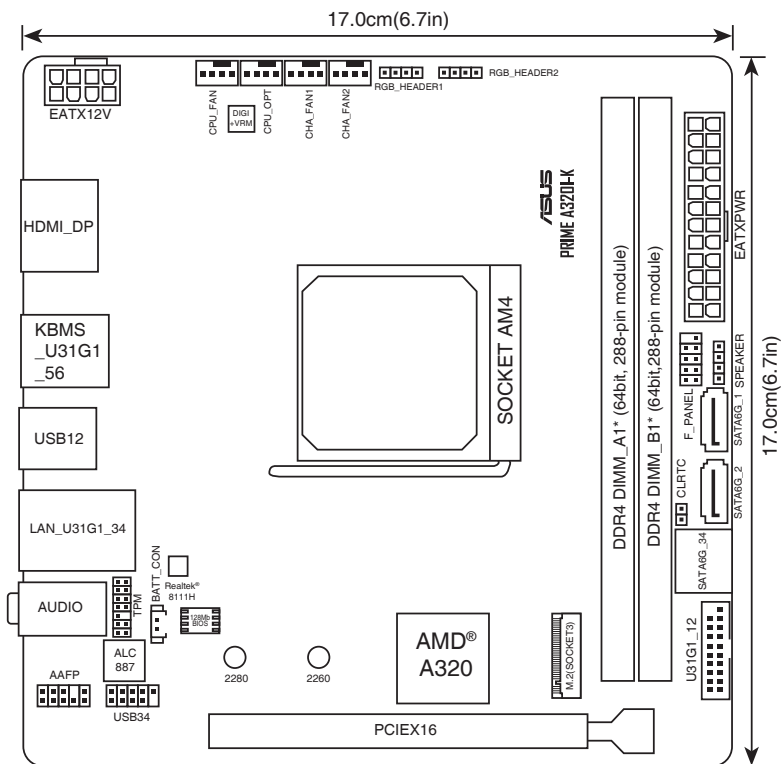 17.0cm(6.7in)
EATX12V
CPU_FAN
DIGI
+VRM
CPU_OPT
CHA_FAN1
CHA_FAN2
RGB_HEADER1
RGB_HEADER2
ASUS
PRIME A320I-K
DDR4 DIMM_A1* (64bit, 288-pin module)
DDR4 DIMM_B1* (64bit,288-pin module)
EATXPWR
17.0cm(6.7in)
HDMI_DP
KBMS
_U31G1
_56
SOCKET AM4
USB12
F_PANEL
SPEAKER
SATA6G_1
CLRTC
SATA6G_2
LAN_U31G1_34
SATA6G_34
BATT_CON
Realtek®
8111H
AUDIO
TPM
128Mb
BIOS
AMD®
A320
M.2(SOCKET3)
U31G1_12
ALC
887
AAFP
USB34
2280
2260
PCIEX16